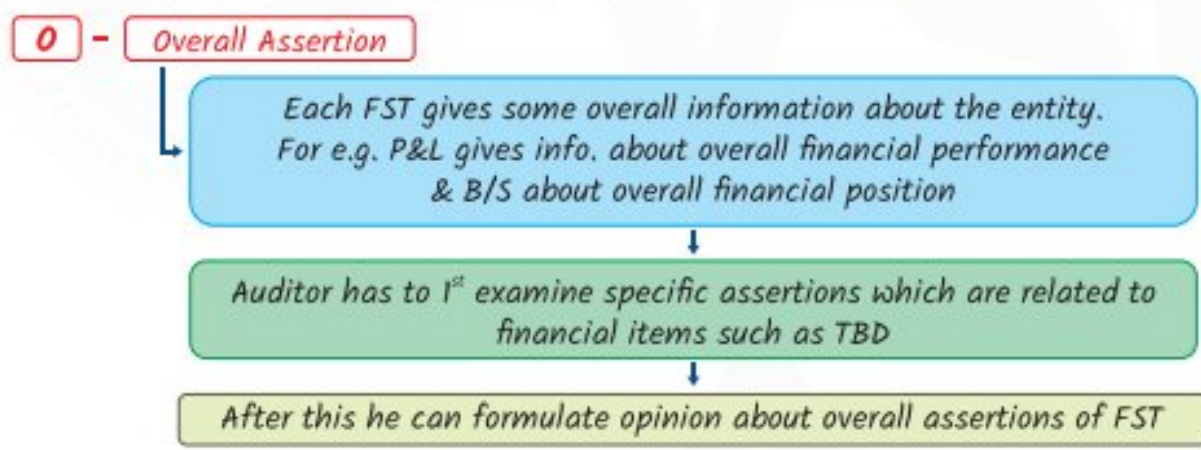 O - Overall Assertion
Each FST gives some overall information about the entity.
For e.g. P&L gives info. about overall financial performance
& B/S about overall financial position
Auditor has to 1st examine specific assertions which are related to
financial items such as TBD
After this he can formulate opinion about overall assertions of FST